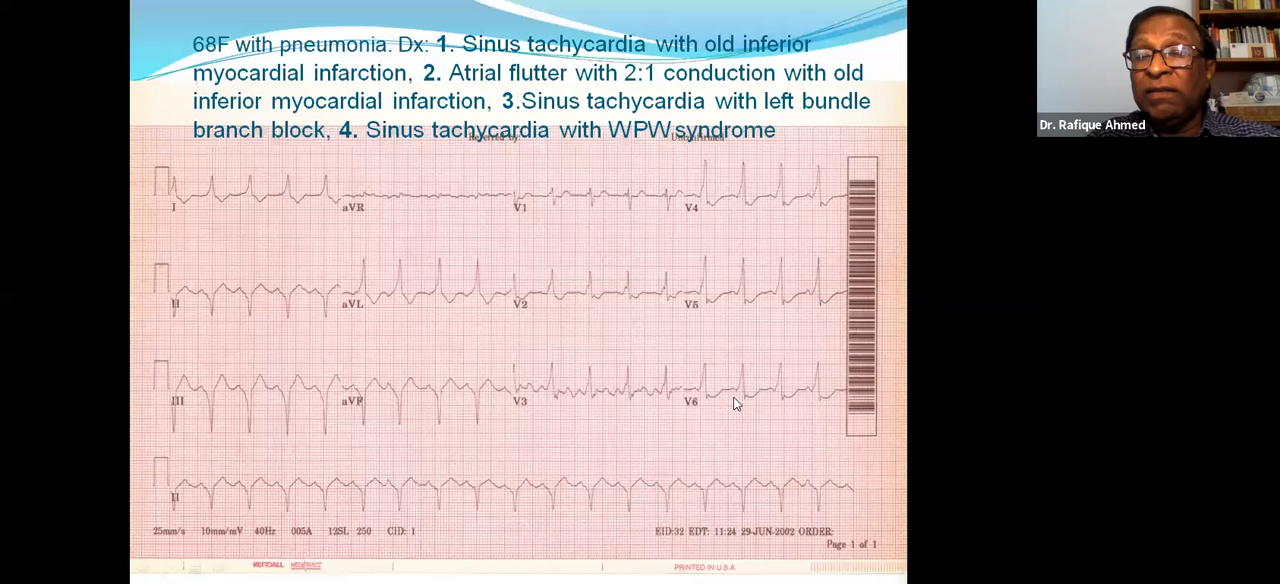 68F with pneumonia. Dx: 1. Sinus tachycardia with old inferior
myocardial infarction, 2. Atrial flutter with 2:1 conduction with old
inferior myocardial infarction, 3.Sinus tachycardia with left bundle
branch block, 4. Sinus tachycardia with WPW syndrome
Referred by:
Unconfirmed
I aVR V1 V4
II aVL V2 V5
III aVF V3 V6
II
25mm/s 10mm/mV 40Hz 005A 12SL 250 CID: 1
EID:32 EDT: 11:24 29-JUN-2002 ORDER:
Page 1 of 1
KENDALL
PRINTED IN U.S.A.
Dr. Rafique Ahmed